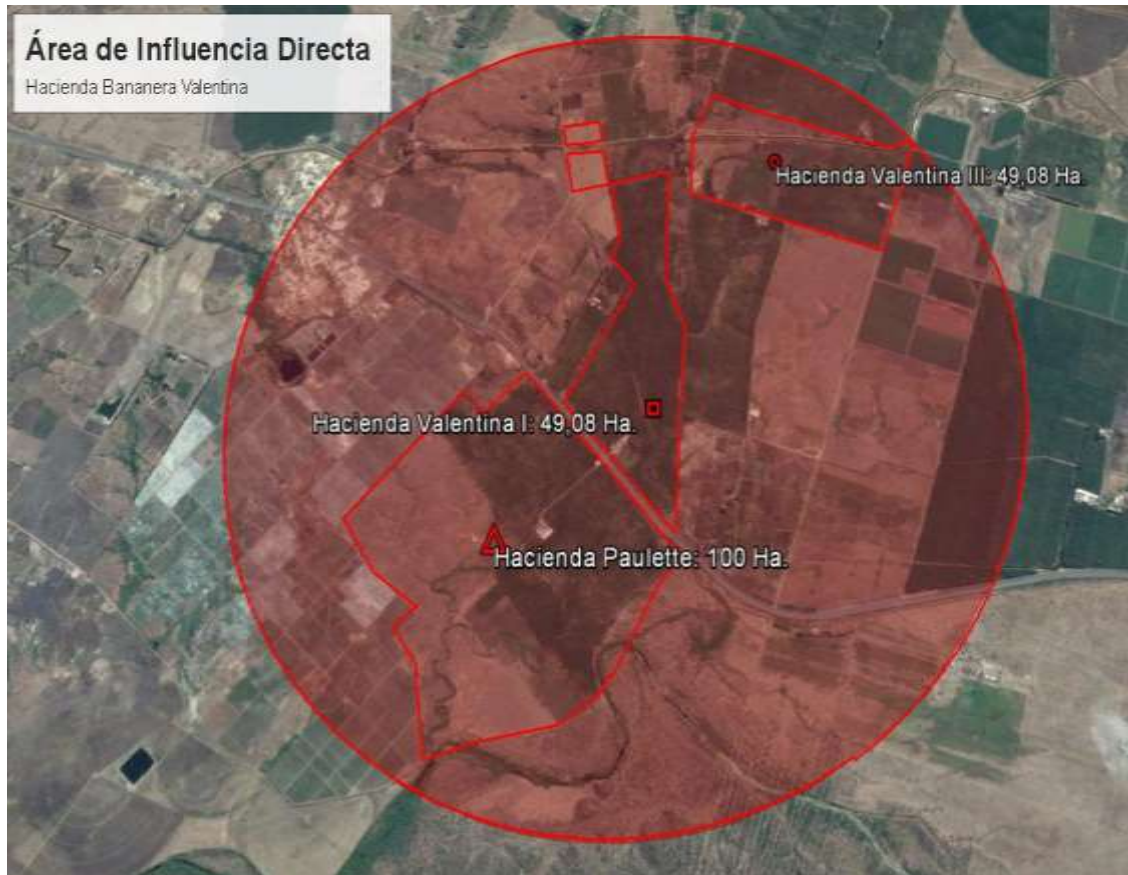 Área de Influencia Directa
Hacienda Bananera Valentina
Hacienda Valentina III: 49,08 Ha.
Hacienda Valentina I: 49,08 Ha.
Hacienda Paulette: 100 Ha.